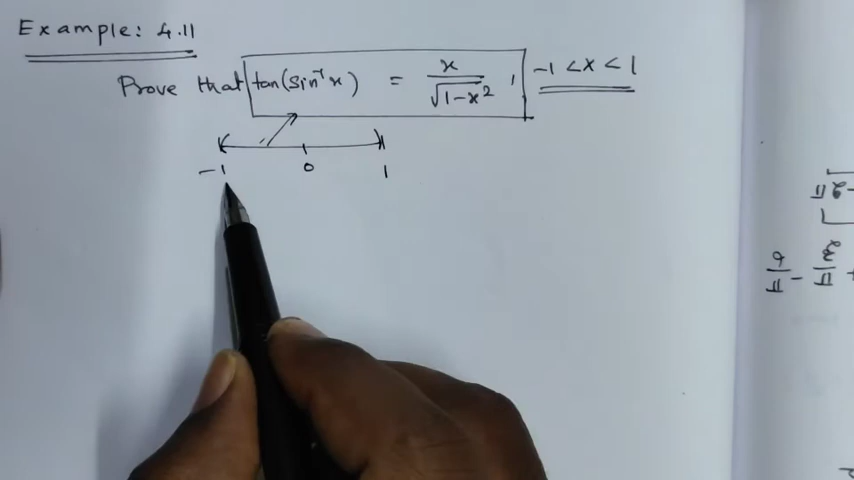 Example: 4.11
Prove that tan(sin⁻¹x) = x/√1-x², -1 < x < 1
-1 0 1